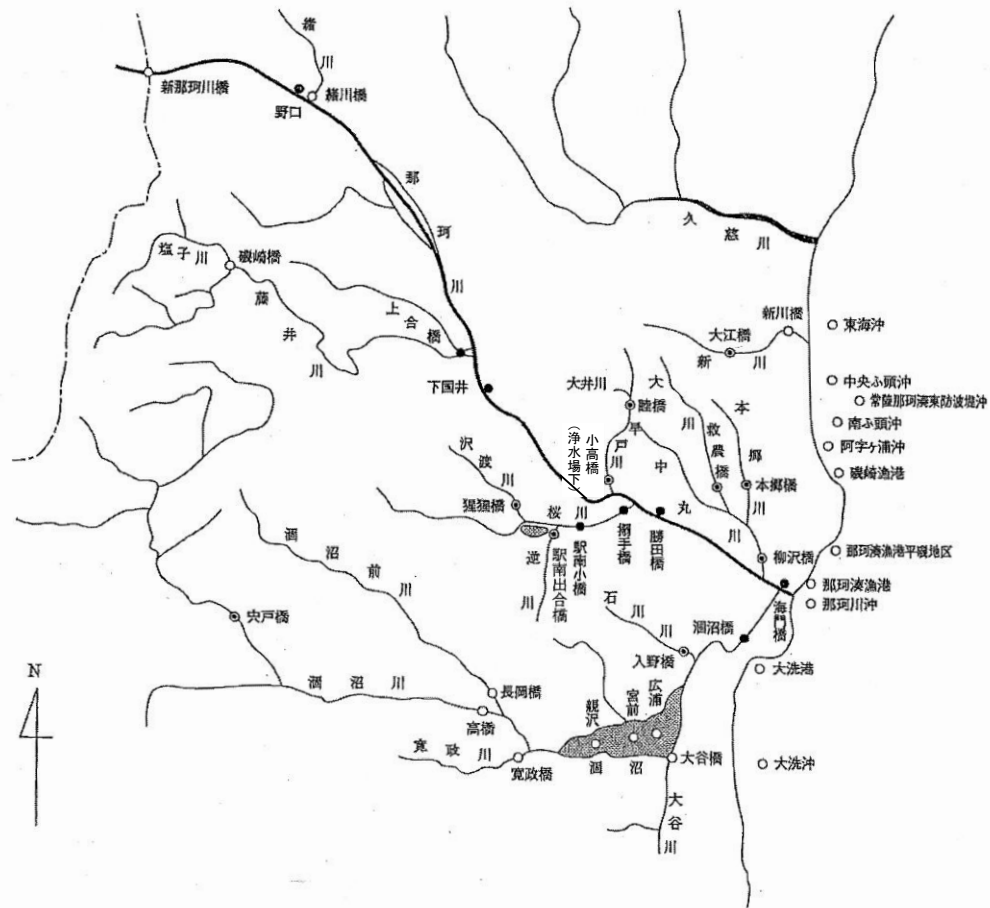 緒川
新那珂川橋
緒川橋
野口
那珂川
久慈川
塩子川
磯崎橋
藤井川
上合橋
下国井
新川橋
大江橋
新川
東海沖
中央ふ頭沖
常陸那珂港東防波堤沖
南ふ頭沖
阿字ヶ浦沖
磯崎漁港
大井川
睦橋
早戸川
小高橋
(浄水場下)
大川
救農橋
中丸川
本郷川
本郷橋
沢渡川
猩猩橋
桜川
逆川
駅南出合橋
駅南小橋
搦手橋
勝田橋
柳沢橋
那珂湊漁港平磯地区
那珂湊漁港
那珂川沖
海門橋
涸沼橋
石川川
入野橋
涸沼前川
宍戸橋
大洗港
N
涸沼川
長岡橋
高橋
寛政川
寛政橋
親沢
宮前
広浦
涸沼
大谷橋
大谷川
大洗沖